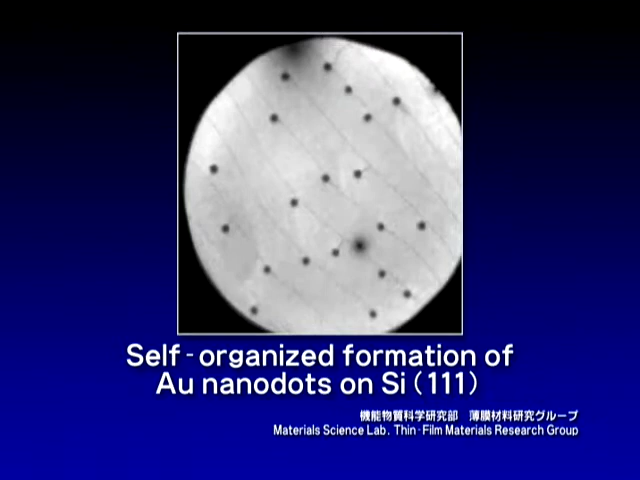 Self-organized formation of
Au nanodots on Si(111)
機能物質科学研究部 薄膜材料研究グループ
Materials Science Lab. Thin-Film Materials Research Group